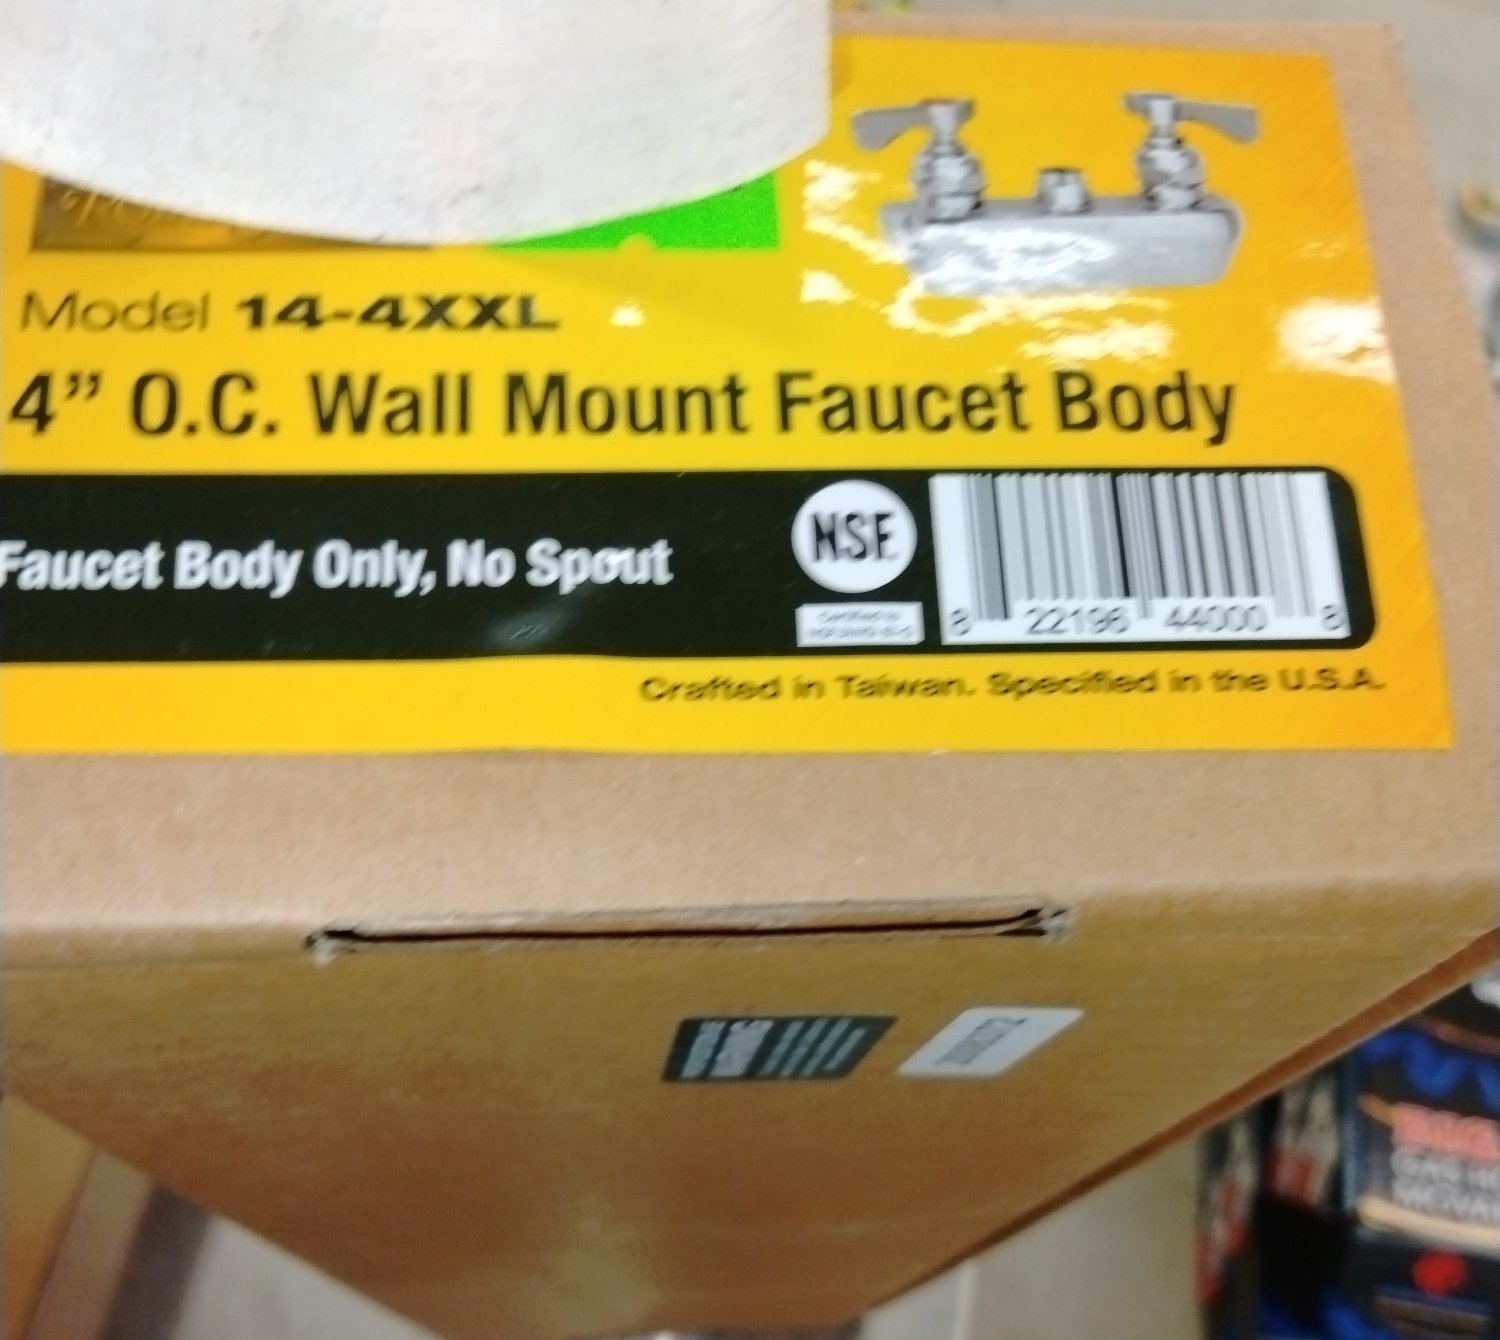 Model 14-4XXL
4” O.C. Wall Mount Faucet Body
Faucet Body Only, No Spout
NSF.
8 22196 44000 8
Crafted in Taiwan. Specified in the U.S.A.
BIG